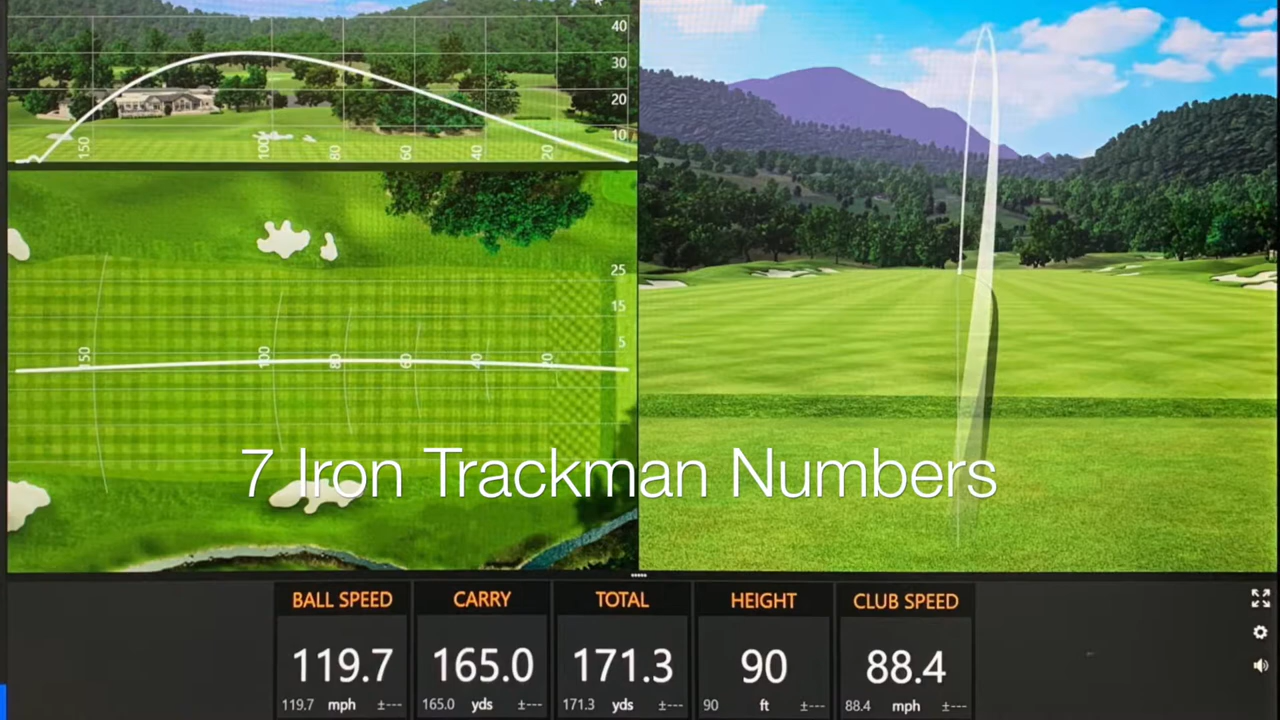 40
30
20
10
150 100 80 60 40 20
25
15
5
50 100 80 60 40 20
7 Iron Trackman Numbers
BALL SPEED CARRY TOTAL HEIGHT CLUB SPEED
119.7 165.0 171.3 90 88.4
119.7 mph ±--- 165.0 yds ±--- 171.3 yds ±--- 90 ft ±--- 88.4 mph ±---